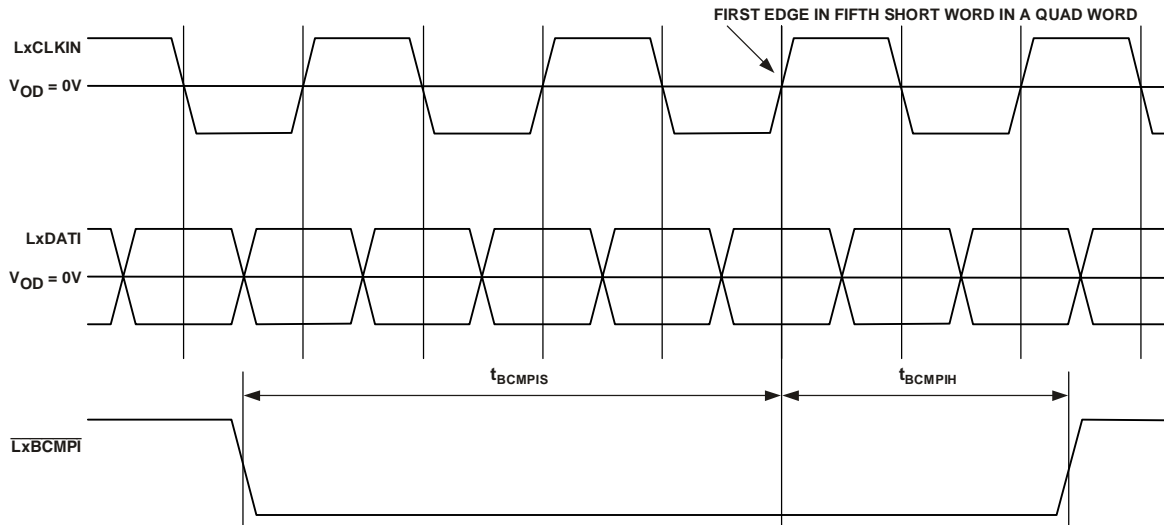 FIRST EDGE IN FIFTH SHORT WORD IN A QUAD WORD
LxCLKIN
VOD = 0V
LxDATI
VOD = 0V
tBCMPIS
tBCMPIH
LxBCMPI